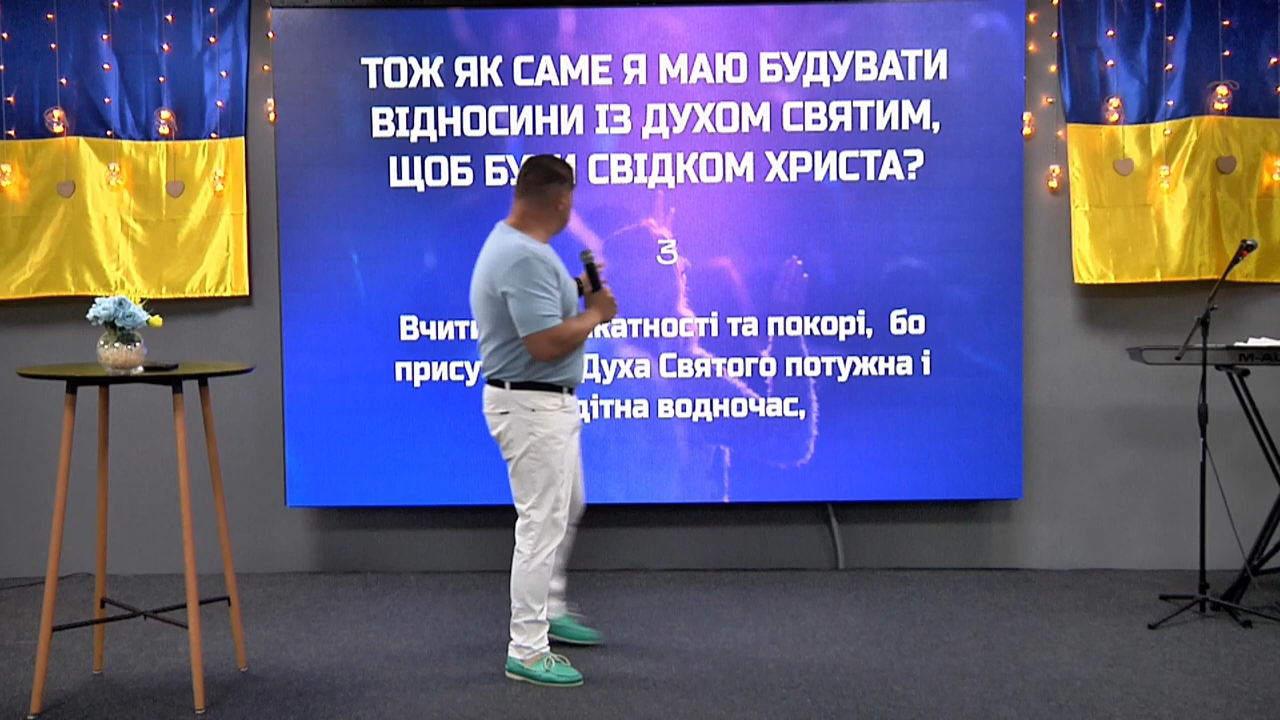 ТОЖ ЯК САМЕ Я МАЮ БУДУВАТИ
ВІДНОСИНИ ІЗ ДУХОМ СВЯТИМ,
ЩОБ СВІДКОМ ХРИСТА?
3
та покорі, бо
Духа Святого потужна і
водночас,
M-AU